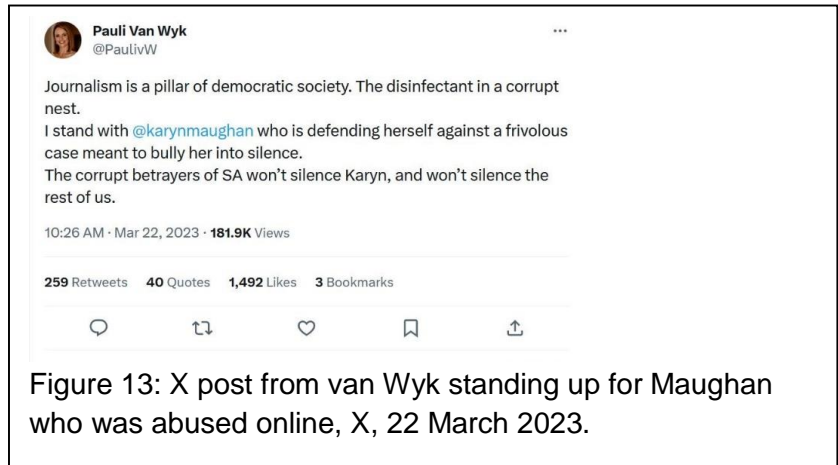 Pauli Van Wyk
@PaulivW
Journalism is a pillar of democratic society. The disinfectant in a corrupt
nest.
I stand with @karynmaughan who is defending herself against a frivolous
case meant to bully her into silence.
The corrupt betrayers of SA won't silence Karyn, and won't silence the
rest of us.
10:26 AM · Mar 22, 2023 · 181.9K Views
259 Retweets 40 Quotes 1,492 Likes 3 Bookmarks
Figure 13: X post from van Wyk standing up for Maughan
who was abused online, X, 22 March 2023.